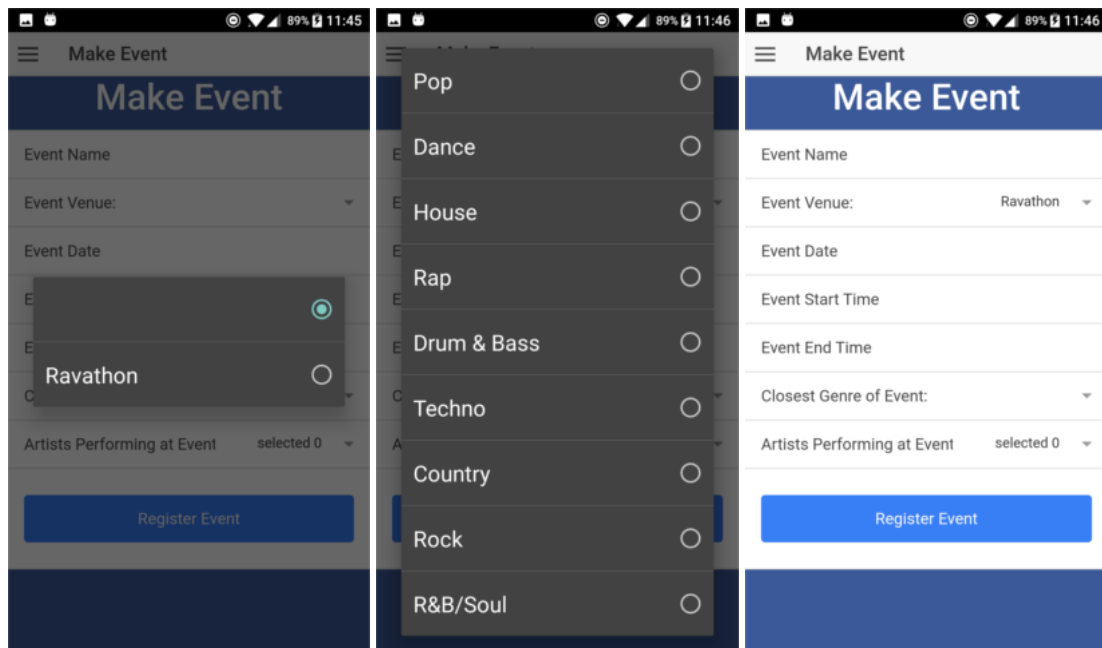 89% 11:45
Make Event
Make Event
Event Name
Event Venue:
Event Date
E
E
Ravathon
C
Artists Performing at Event selected 0
Register Event
89% 11:46
Pop
Dance
E
House
E
E
Rap
E
Drum & Bass
E
Techno
C
Country
A
Rock
R&B/Soul
89% 11:46
Make Event
Make Event
Event Name
Event Venue: Ravathon
Event Date
Event Start Time
Event End Time
Closest Genre of Event:
Artists Performing at Event selected 0
Register Event